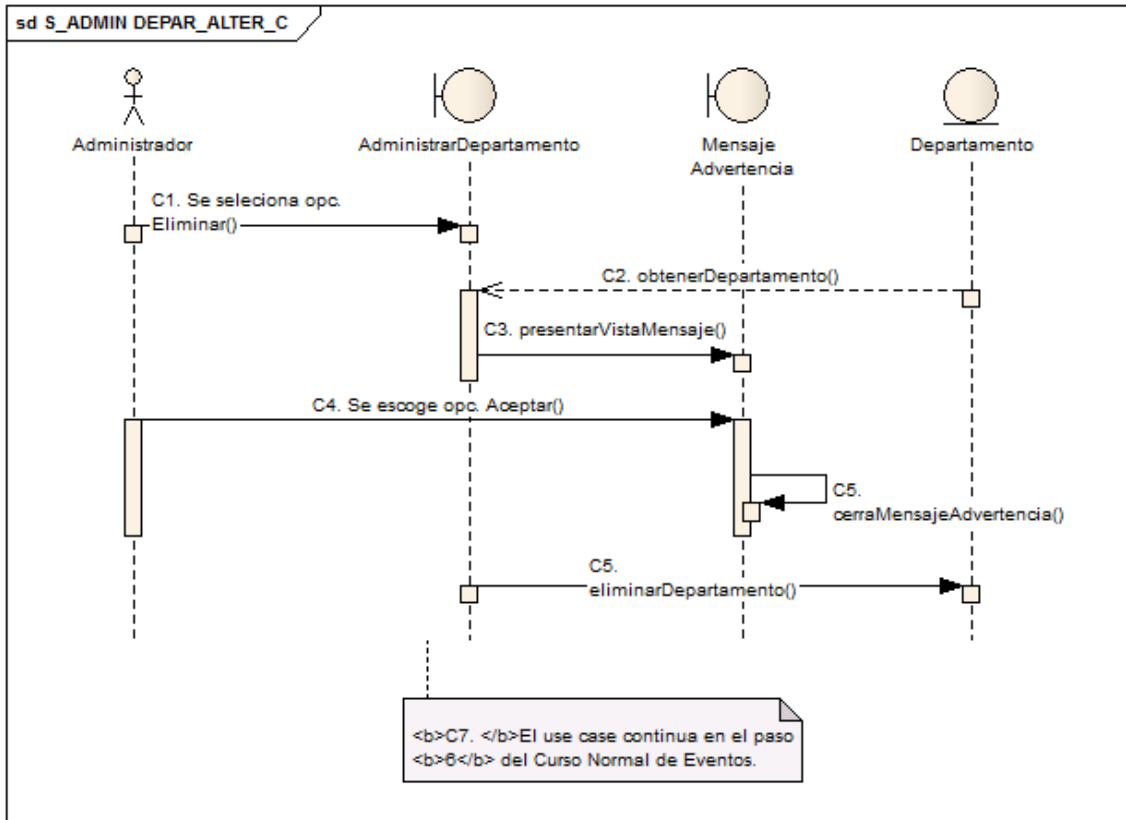 sd S_ADMIN DEPAR_ALTER_C
Administrador
AdministrarDepartamento
Mensaje
Advertencia
Departamento
C1. Se seleciona opc.
Eliminar()
C2. obtenerDepartamento()
C3. presentarVistaMensaje()
C4. Se escoge opc. Aceptar()
C5.
cerraMensajeAdvertencia()
C5.
eliminarDepartamento()
<b>C7. </b>El use case continua en el paso
<b>6</b> del Curso Normal de Eventos.